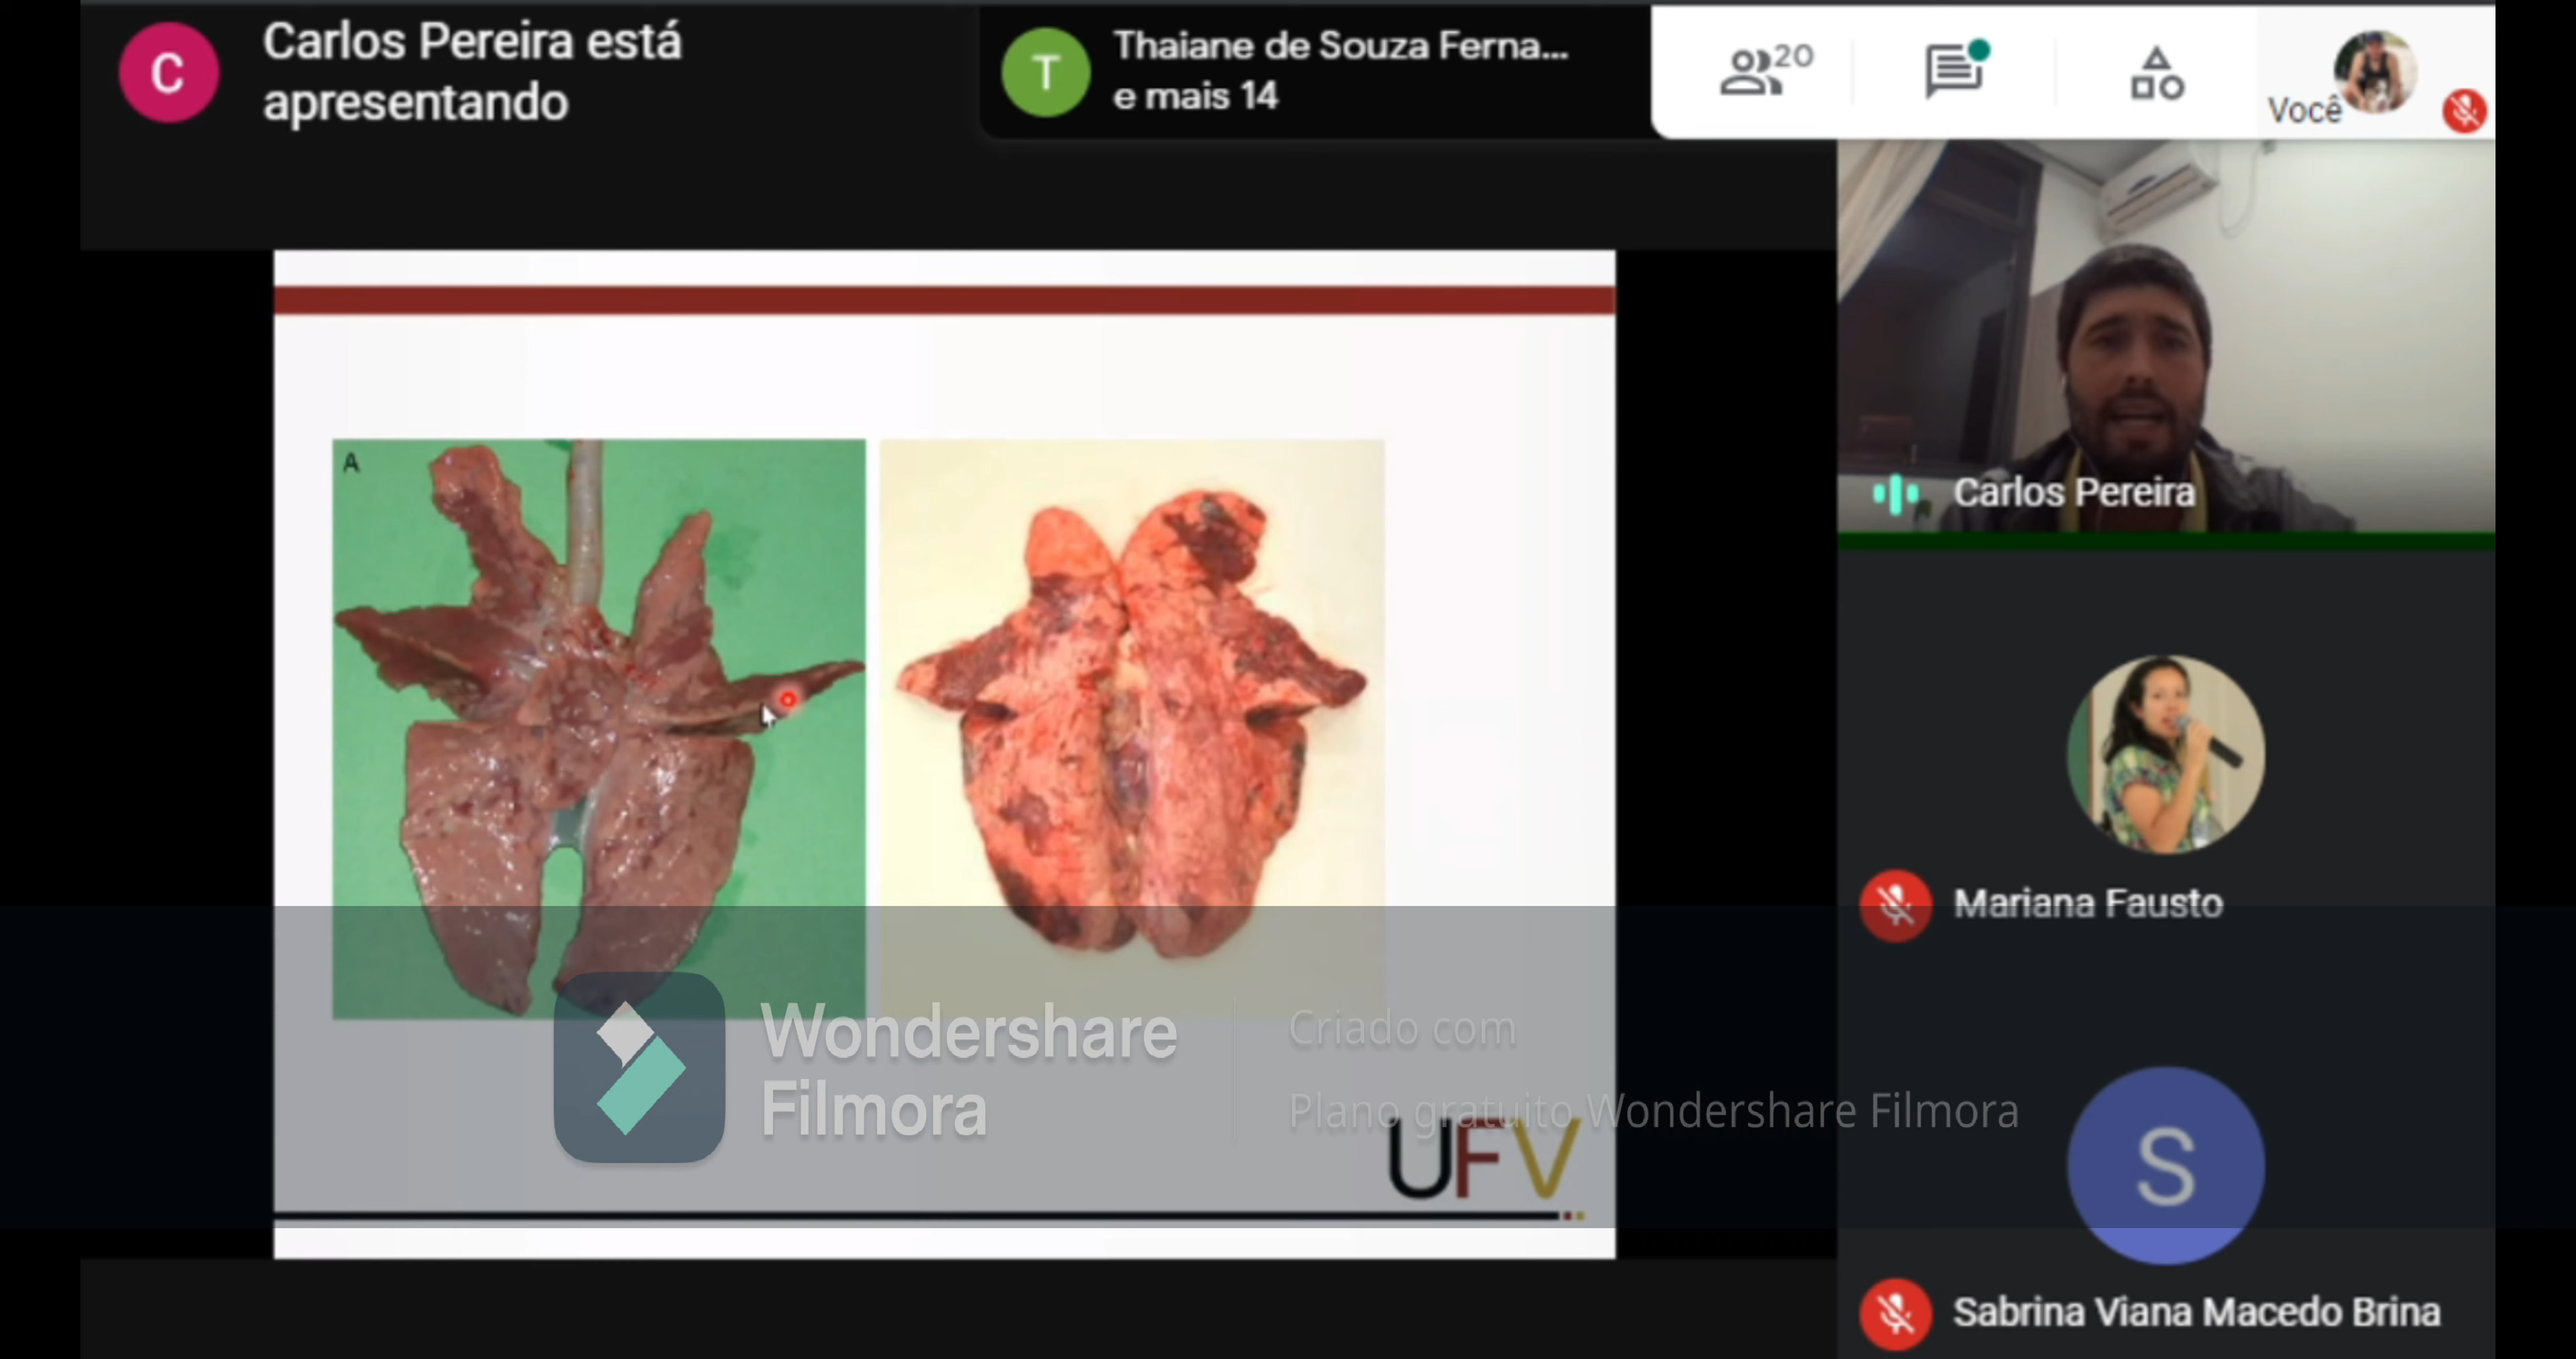 C
Carlos Pereira está
apresentando
T
Thaiane de Souza Ferna...
e mais 14
20
Você
A
Carlos Pereira
Mariana Fausto
Wondershare
Filmora
Criado com
Plano gratuito Wondershare Filmora
UFV
S
Sabrina Viana Macedo Brina